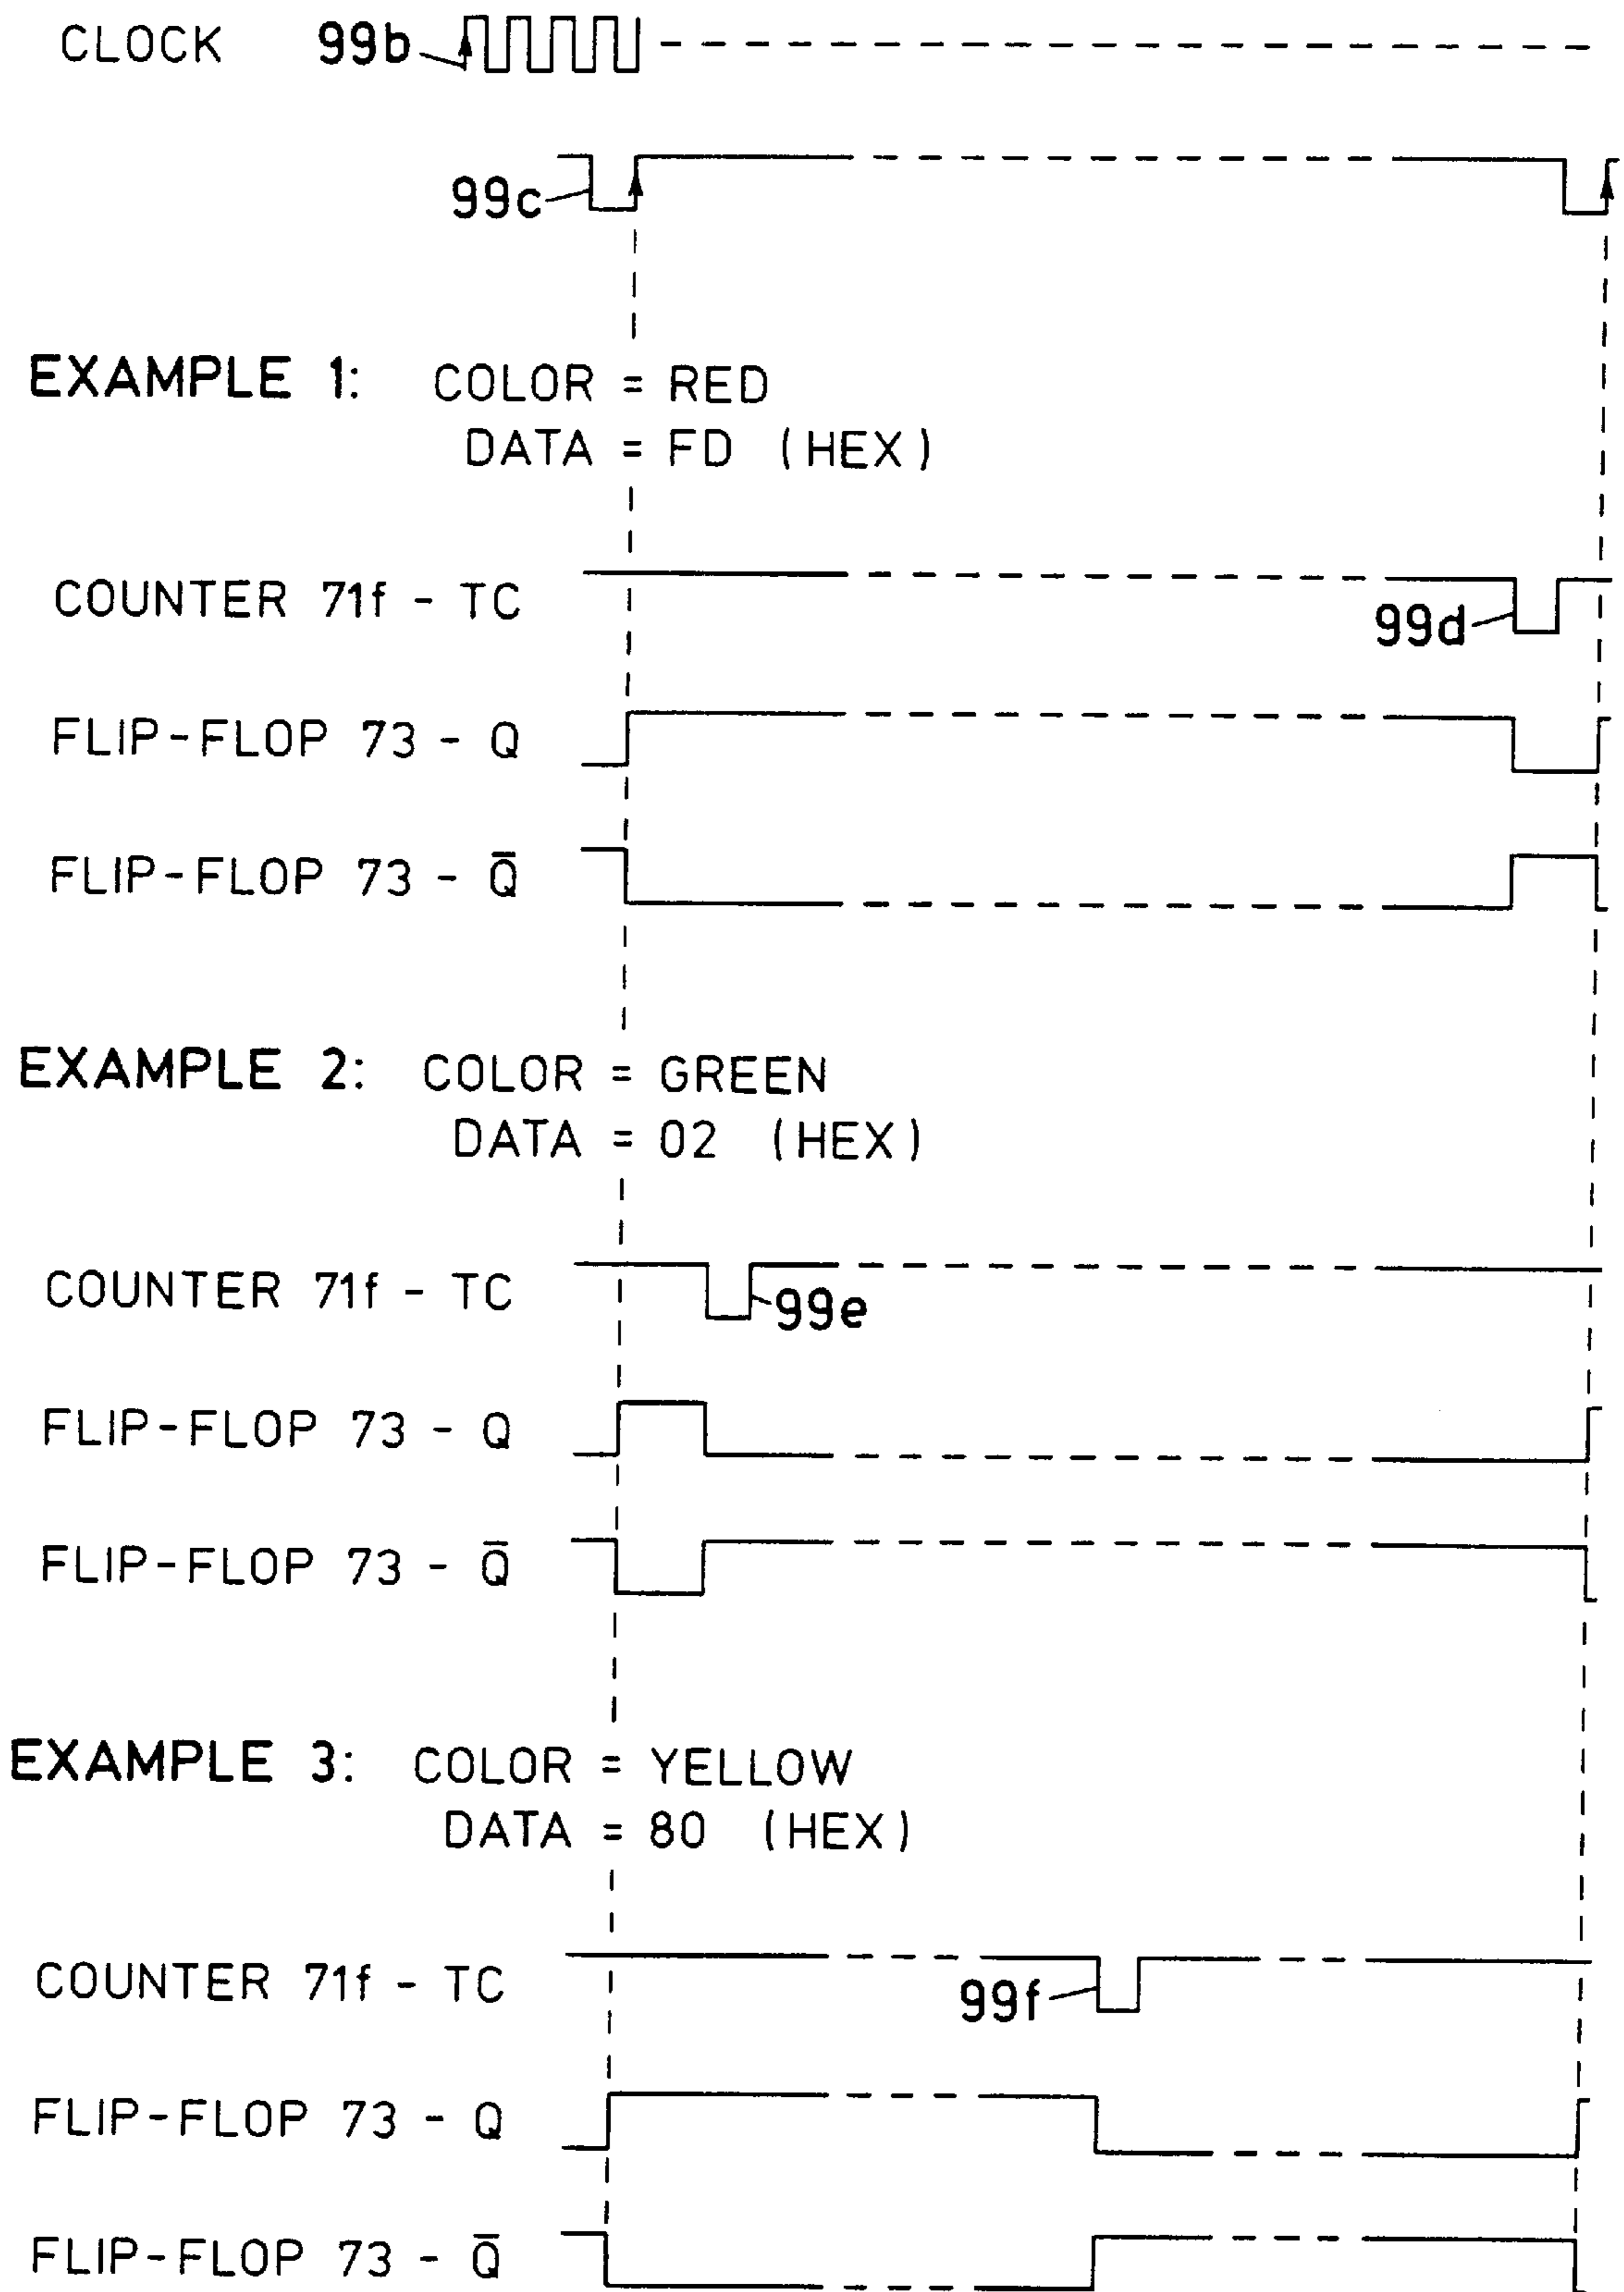 CLOCK 99b
99c
EXAMPLE 1: COLOR = RED
DATA = FD (HEX)
COUNTER 71f - TC
99d
FLIP-FLOP 73 - Q
FLIP-FLOP 73 - Q̅
EXAMPLE 2: COLOR = GREEN
DATA = 02 (HEX)
COUNTER 71f - TC
99e
FLIP-FLOP 73 - Q
FLIP-FLOP 73 - Q̅
EXAMPLE 3: COLOR = YELLOW
DATA = 80 (HEX)
COUNTER 71f - TC
99f
FLIP-FLOP 73 - Q
FLIP-FLOP 73 - Q̅